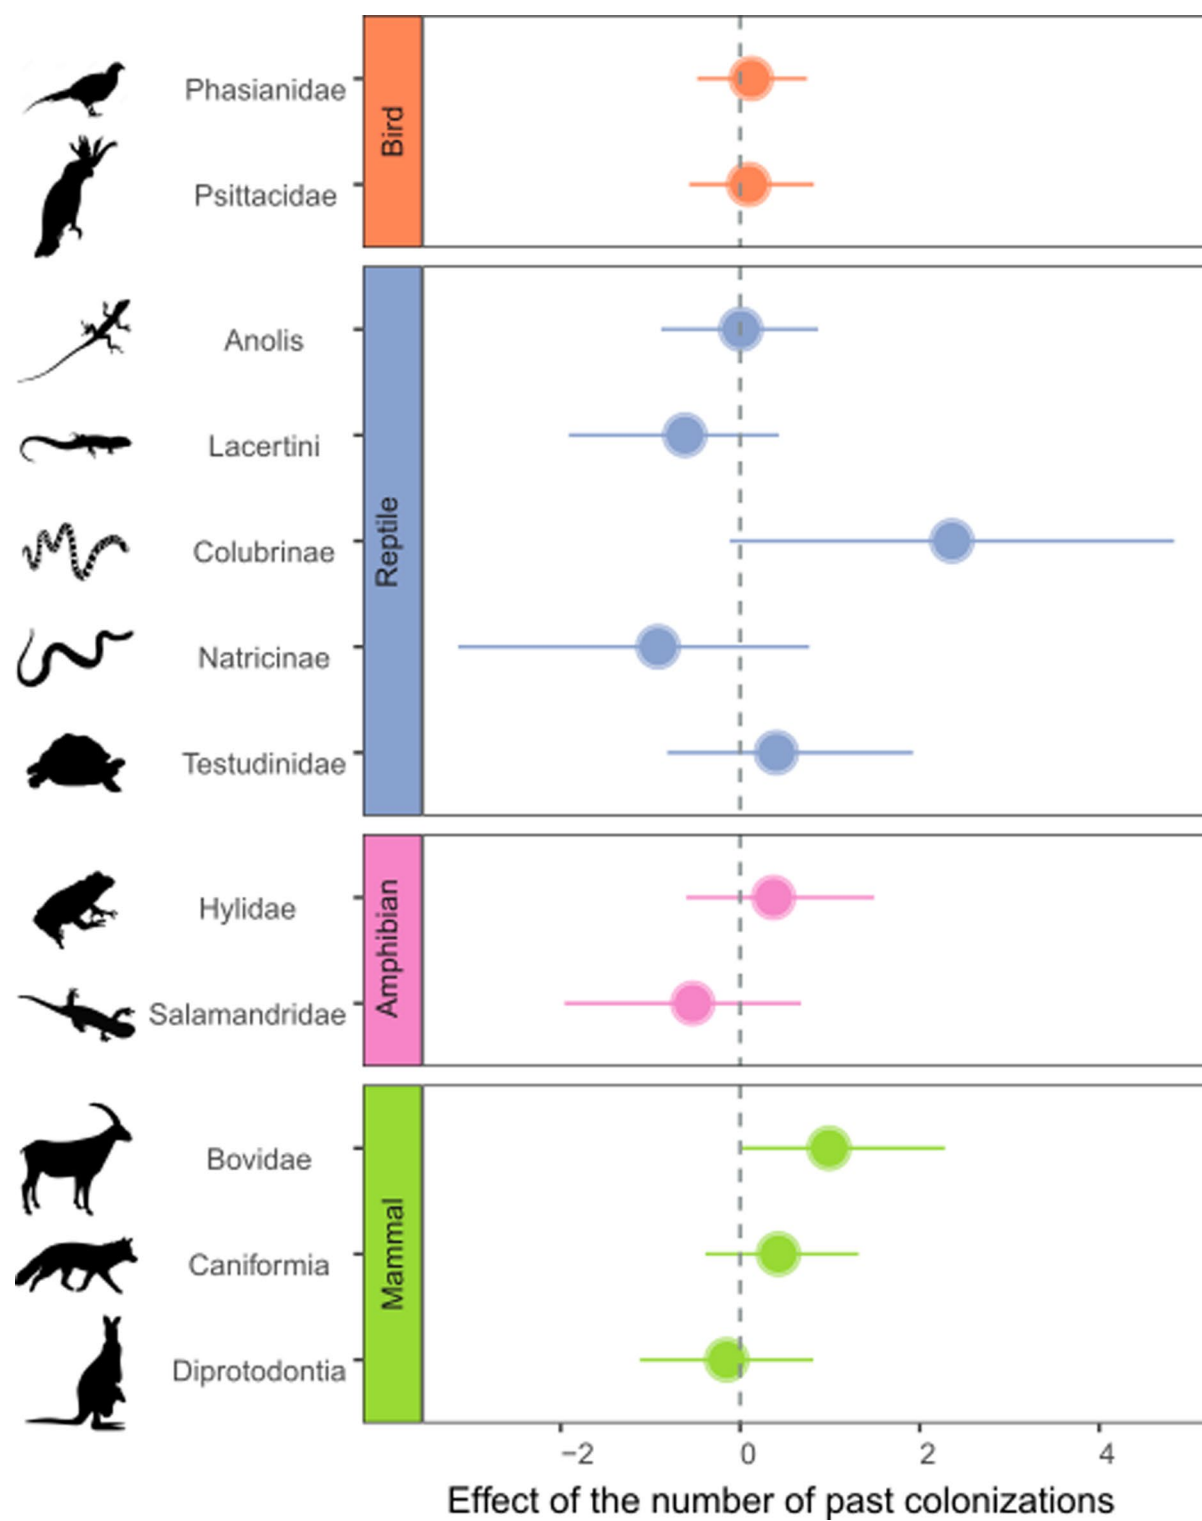 Bird
Phasianidae
Psittacidae
Reptile
Anolis
Lacertini
Colubrinae
Natricinae
Testudinidae
Amphibian
Hylidae
Salamandridae
Mammal
Bovidae
Caniformia
Diprotodontia
−2 0 2 4
Effect of the number of past colonizations